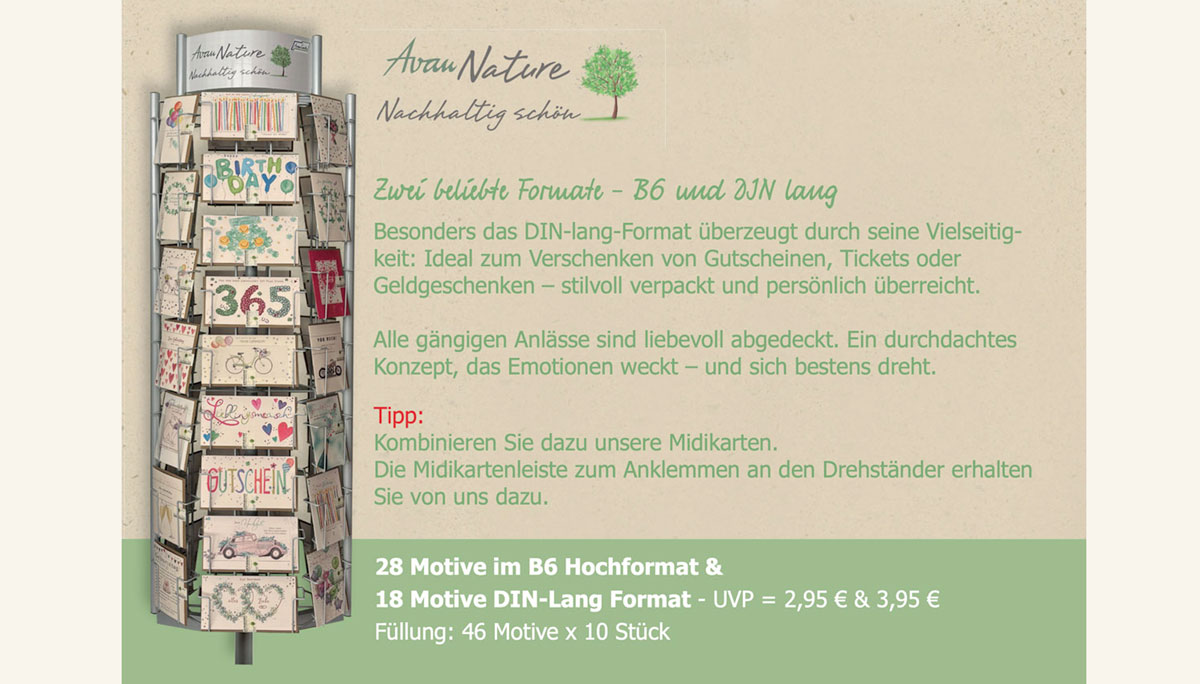 Avan Nature
Nachhaltig schön
Avan Nature
Nachhaltig schön
BIRTH
DAY
365
Lieblingsmensch
GUTSCHEIN
Zwei beliebte Formate - B6 und DIN lang
Besonders das DIN-lang-Format überzeugt durch seine Vielseitig-
keit: Ideal zum Verschenken von Gutscheinen, Tickets oder
Geldgeschenken – stilvoll verpackt und persönlich überreicht.
Alle gängigen Anlässe sind liebevoll abgedeckt. Ein durchdachtes
Konzept, das Emotionen weckt – und sich bestens dreht.
Tipp:
Kombinieren Sie dazu unsere Midikarten.
Die Midikartenleiste zum Anklemmen an den Drehständer erhalten
Sie von uns dazu.
28 Motive im B6 Hochformat &
18 Motive DIN-Lang Format - UVP = 2,95 € & 3,95 €
Füllung: 46 Motive x 10 Stück